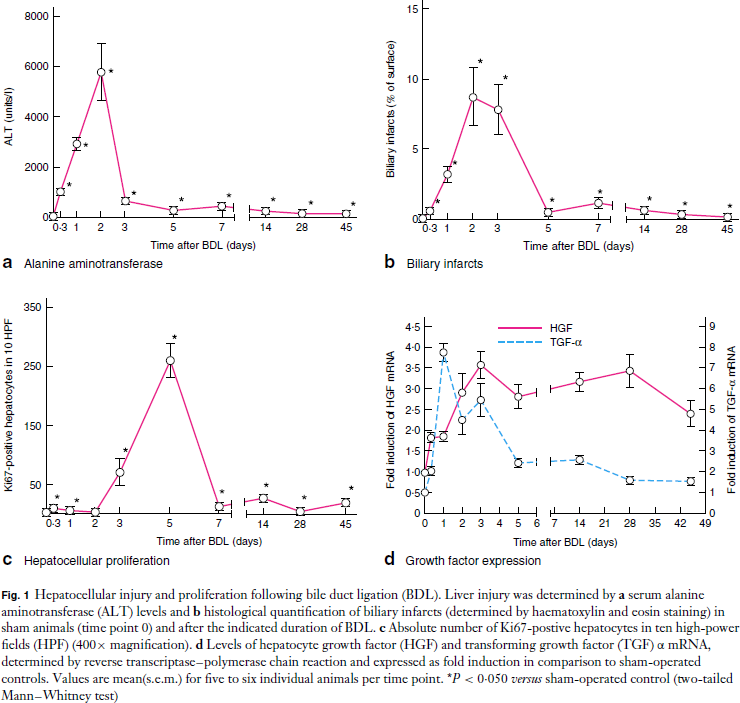 8000
6000
4000
2000
0
ALT (units/l)
* * * * * * * * *
0·3 1 2 3 5 7 14 28 45
Time after BDL (days)
a Alanine aminotransferase
15
10
5
0
Biliary infarcts (% of surface)
* * * * * * * * *
0·3 1 2 3 5 7 14 28 45
Time after BDL (days)
b Biliary infarcts
350
250
150
50
Ki67-positive hepatocytes in 10 HPF
* * * * * * * *
0·3 1 2 3 5 7 14 28 45
Time after BDL (days)
c Hepatocellular proliferation
HGF
TGF-α
4·5
4·0
3·5
3·0
2·5
2·0
1·5
1·0
0·5
0
Fold induction of HGF mRNA
9
8
7
6
5
4
3
2
1
0
Fold induction of TGF-α mRNA
0 1 2 3 4 5 6 7 14 21 28 35 42 49
Time after BDL (days)
d Growth factor expression
Fig. 1 Hepatocellular injury and proliferation following bile duct ligation (BDL). Liver injury was determined by a serum alanine
aminotransferase (ALT) levels and b histological quantification of biliary infarcts (determined by haematoxylin and eosin staining) in
sham animals (time point 0) and after the indicated duration of BDL. c Absolute number of Ki67-postive hepatocytes in ten high-power
fields (HPF) (400× magnification). d Levels of hepatocyte growth factor (HGF) and transforming growth factor (TGF) α mRNA,
determined by reverse transcriptase–polymerase chain reaction and expressed as fold induction in comparison to sham-operated
controls. Values are mean(s.e.m.) for five to six individual animals per time point. *P < 0·050 versus sham-operated control (two-tailed
Mann–Whitney test)